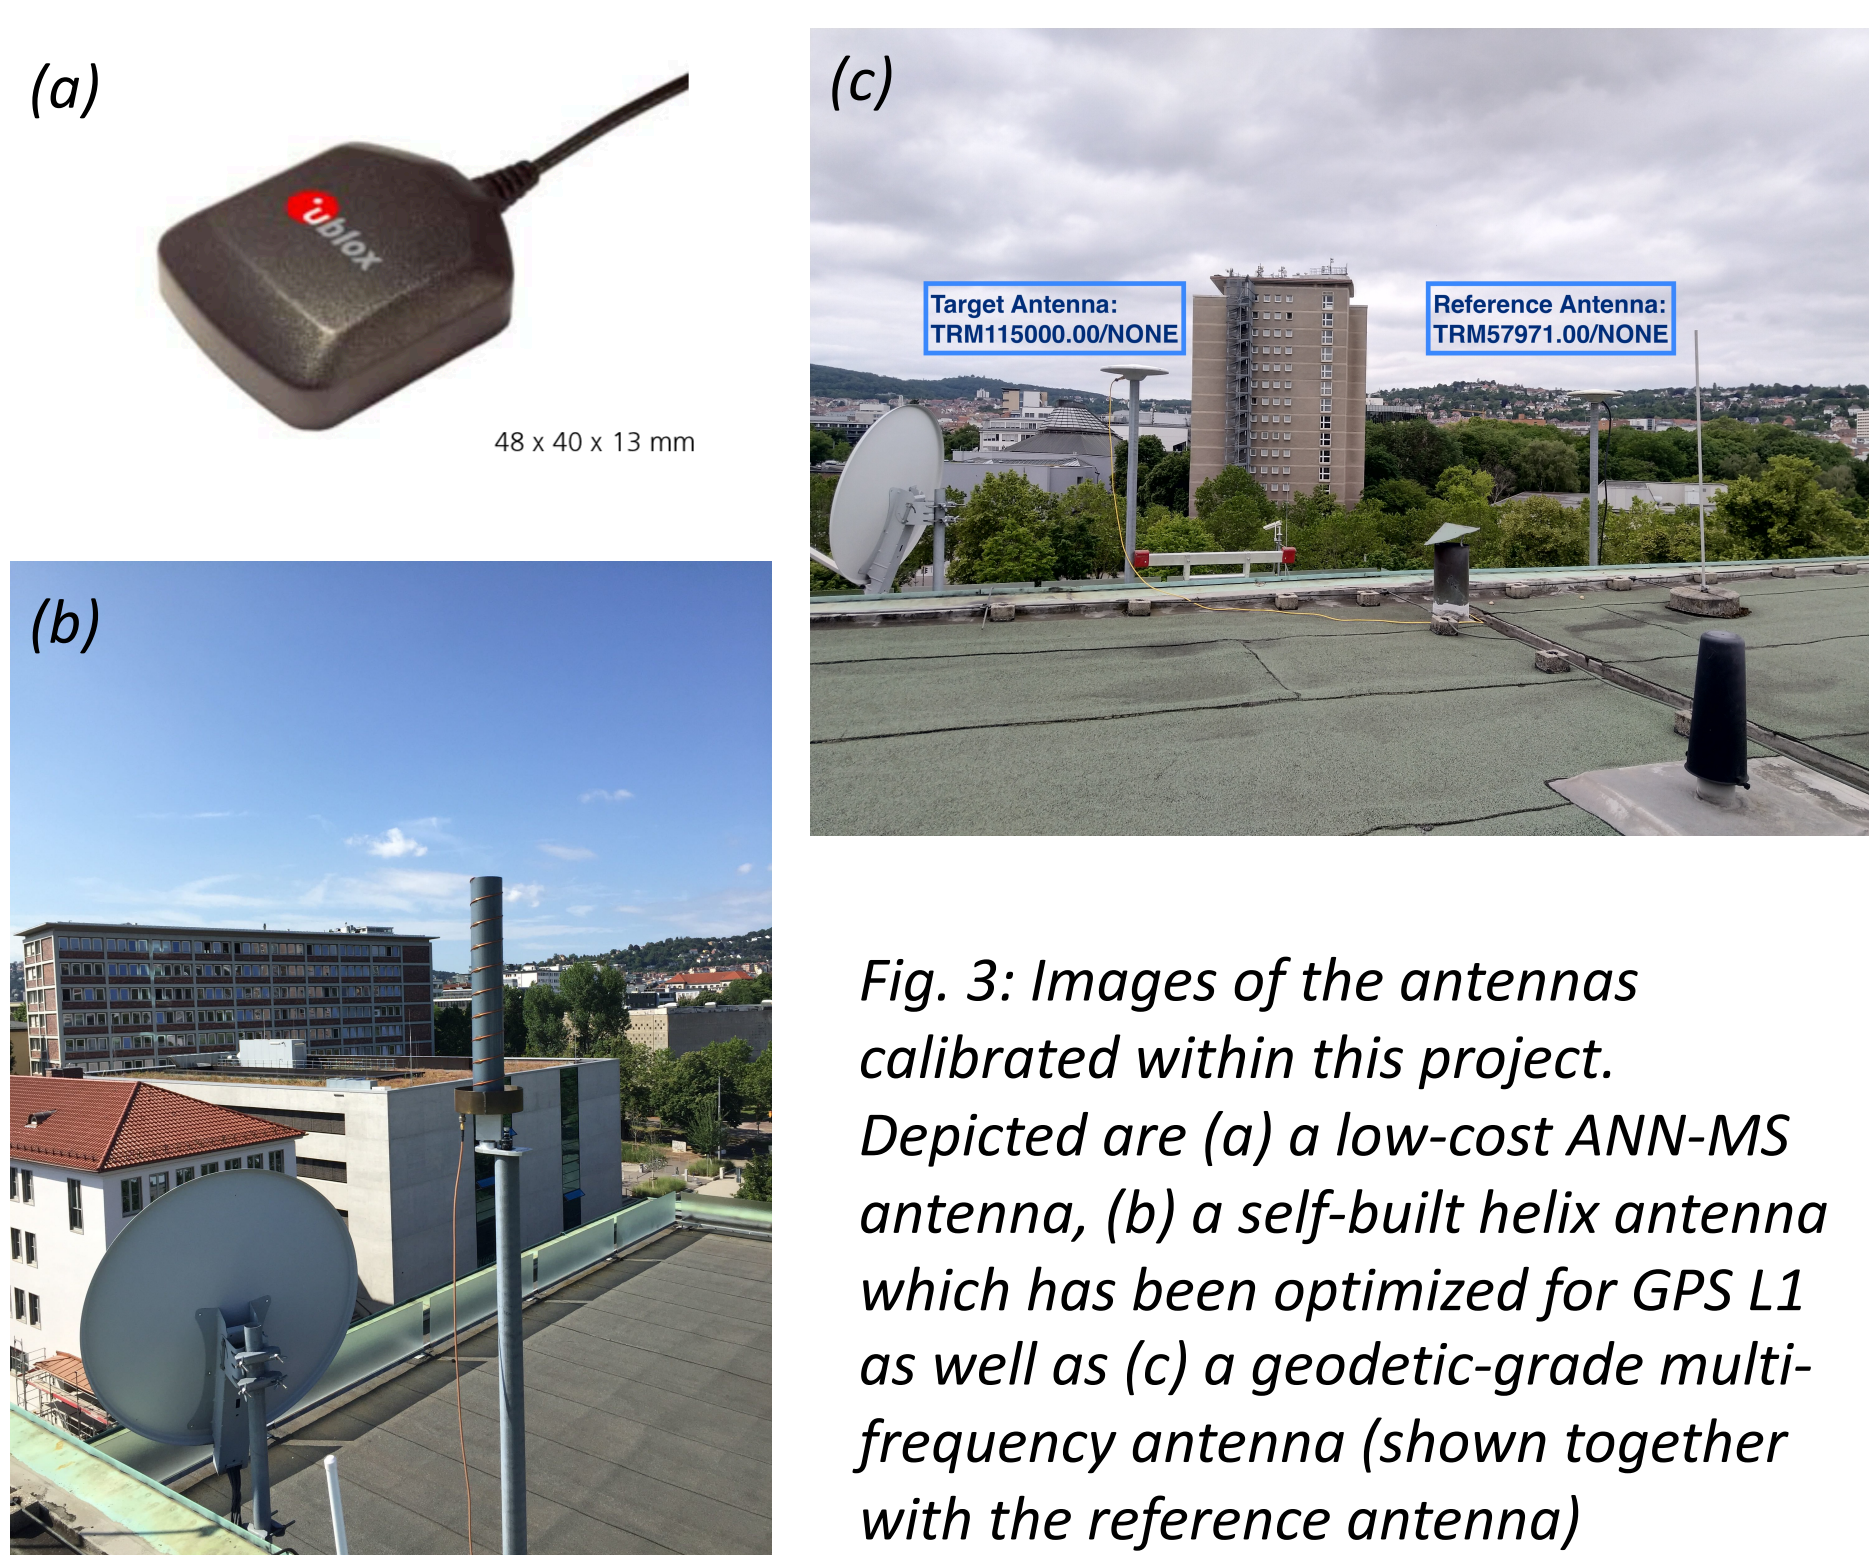 (a)
ublox
48 x 40 x 13 mm
(b)
(c)
Target Antenna:
TRM115000.00/NONE
Reference Antenna:
TRM57971.00/NONE
Fig. 3: Images of the antennas
calibrated within this project.
Depicted are (a) a low-cost ANN-MS
antenna, (b) a self-built helix antenna
which has been optimized for GPS L1
as well as (c) a geodetic-grade multi-
frequency antenna (shown together
with the reference antenna)